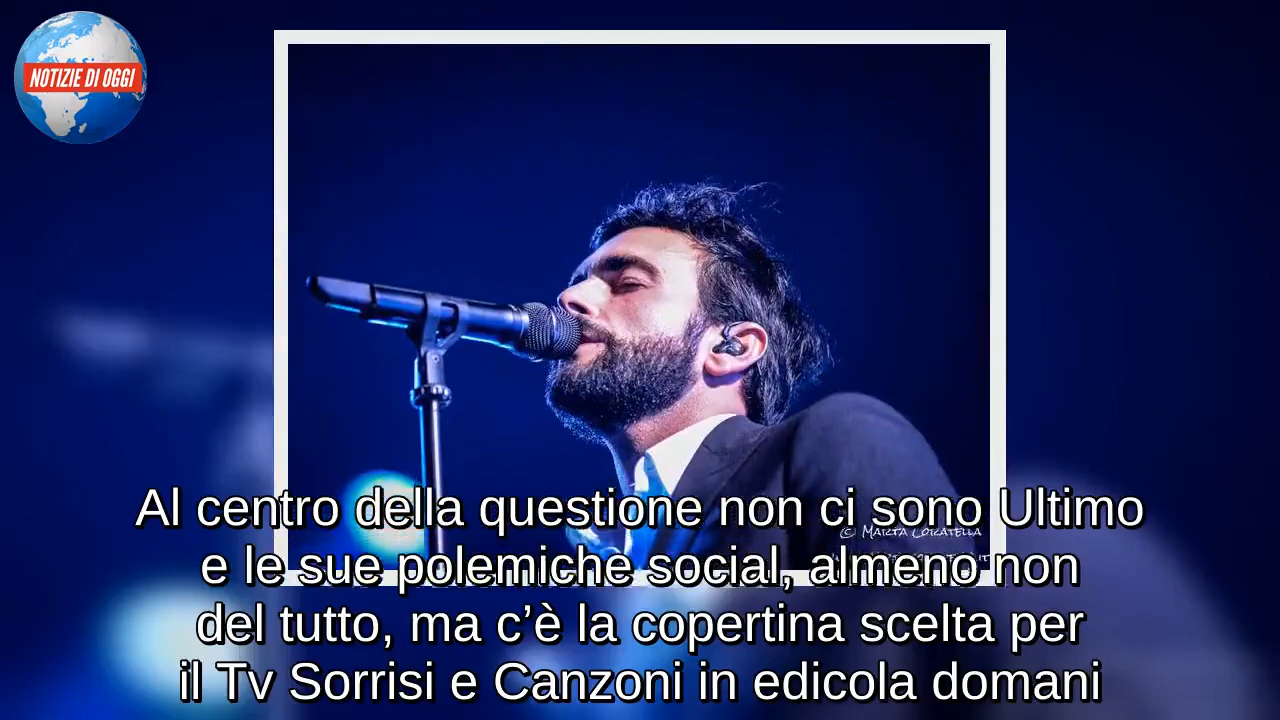 NOTIZIE DI OGGI
Al centro della questione non ci sono Ultimo
© MARTA CORATELLA
e le sue polemiche social, almeno non
del tutto, ma c’è la copertina scelta per
il Tv Sorrisi e Canzoni in edicola domani